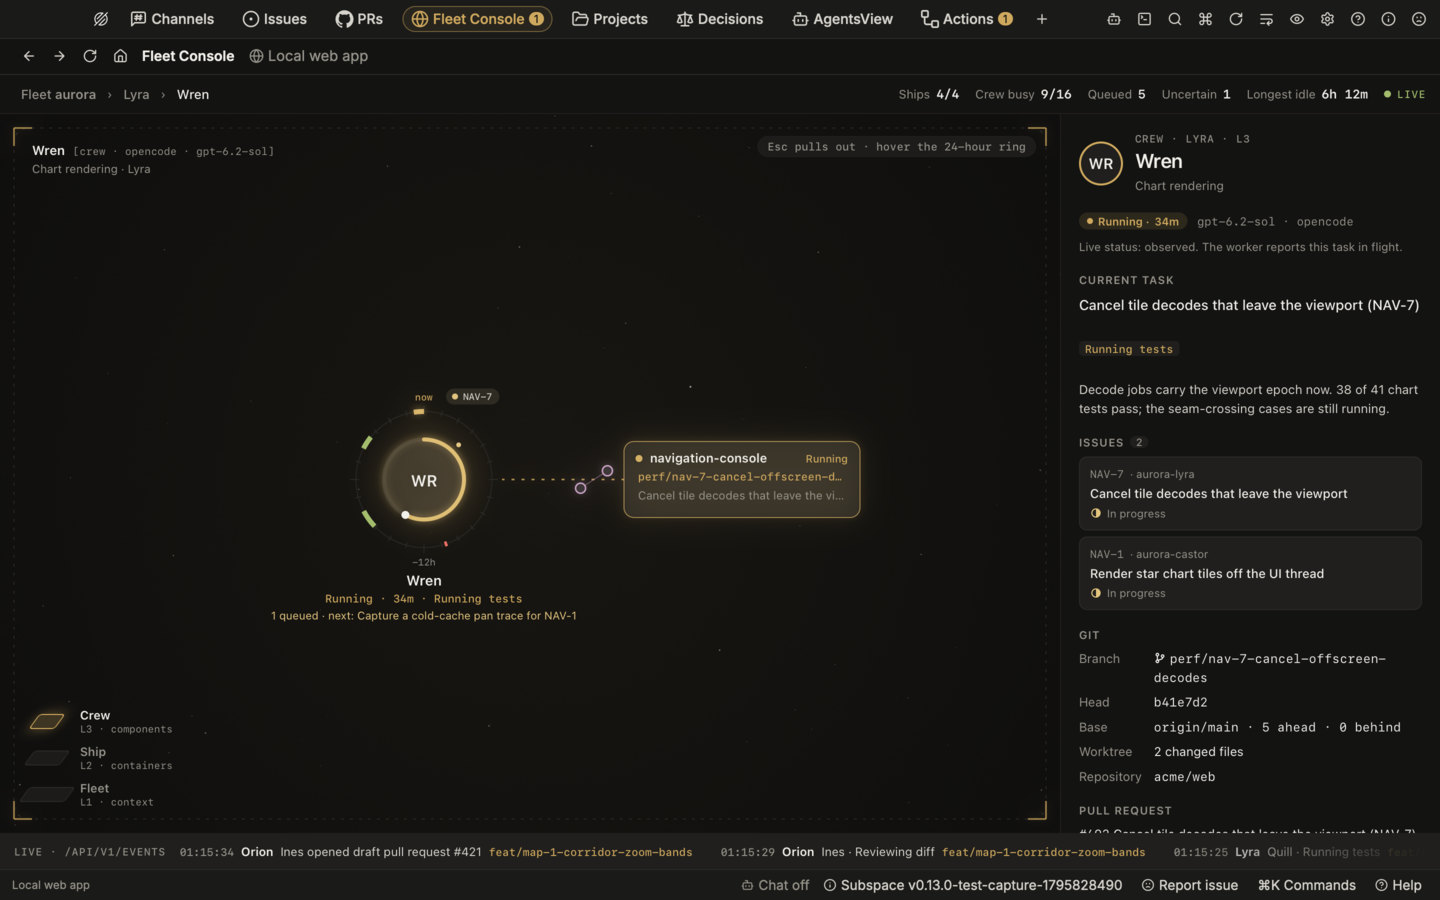 Channels
Issues
PRs
Fleet Console 1
Projects
Decisions
AgentsView
Actions 1
Fleet Console
Local web app
Fleet aurora › Lyra › Wren
Ships 4/4 Crew busy 9/16 Queued 5 Uncertain 1 Longest idle 6h 12m LIVE
Wren [crew · opencode · gpt-6.2-sol]
Chart rendering · Lyra
Esc pulls out · hover the 24-hour ring
now
NAV-7
WR
−12h
Wren
Running · 34m · Running tests
1 queued · next: Capture a cold-cache pan trace for NAV-1
navigation-console Running
perf/nav-7-cancel-offscreen-d…
Cancel tile decodes that leave the vi…
Crew
L3 · components
Ship
L2 · containers
Fleet
L1 · context
WR
CREW · LYRA · L3
Wren
Chart rendering
Running · 34m gpt-6.2-sol · opencode
Live status: observed. The worker reports this task in flight.
CURRENT TASK
Cancel tile decodes that leave the viewport (NAV-7)
Running tests
Decode jobs carry the viewport epoch now. 38 of 41 chart
tests pass; the seam-crossing cases are still running.
ISSUES 2
NAV-7 · aurora-lyra
Cancel tile decodes that leave the viewport
In progress
NAV-1 · aurora-castor
Render star chart tiles off the UI thread
In progress
GIT
Branch perf/nav-7-cancel-offscreen-
decodes
Head b41e7d2
Base origin/main · 5 ahead · 0 behind
Worktree 2 changed files
Repository acme/web
PULL REQUEST
LIVE · /API/V1/EVENTS 01:15:34 Orion Ines opened draft pull request #421 feat/map-1-corridor-zoom-bands 01:15:29 Orion Ines · Reviewing diff feat/map-1-corridor-zoom-bands 01:15:25 Lyra Quill · Running tests
Local web app
Chat off
Subspace v0.13.0-test-capture-1795828490
Report issue
⌘K Commands
Help